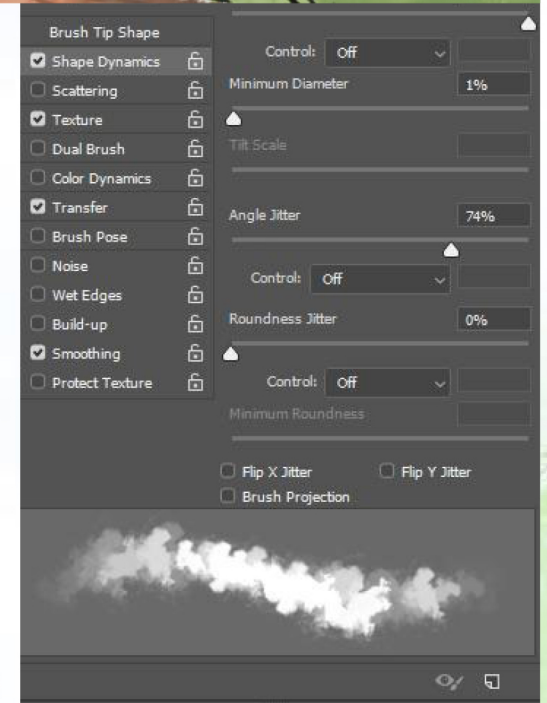 Brush Tip Shape
Shape Dynamics
Scattering
Texture
Dual Brush
Color Dynamics
Transfer
Brush Pose
Noise
Wet Edges
Build-up
Smoothing
Protect Texture
Control: Off
Minimum Diameter 1%
Tilt Scale
Angle Jitter 74%
Control: Off
Roundness Jitter 0%
Control: Off
Minimum Roundness
Flip X Jitter Flip Y Jitter
Brush Projection